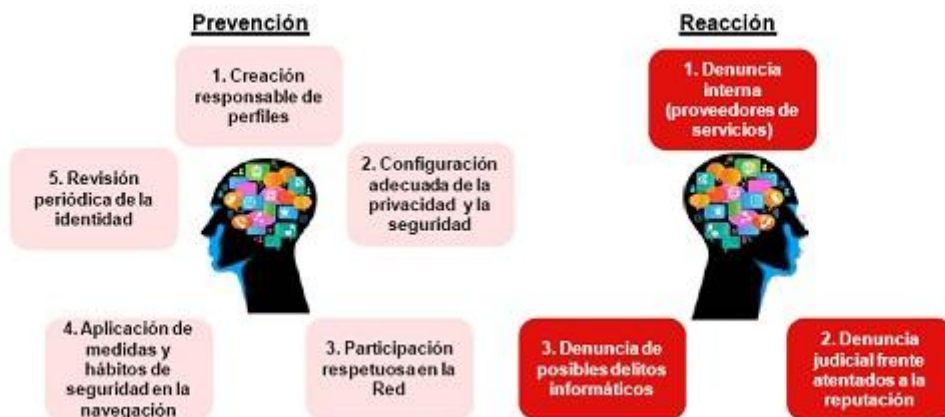 Prevención
1. Creación
responsable de
perfiles
2. Configuración
adecuada de la
privacidad y la
seguridad
3. Participación
respetuosa en la
Red
4. Aplicación de
medidas y
hábitos de
seguridad en la
navegación
5. Revisión
periódica de la
identidad
Reacción
1. Denuncia
interna
(proveedores de
servicios)
2. Denuncia
judicial frente
atentados a la
reputación
3. Denuncia de
posibles delitos
informáticos